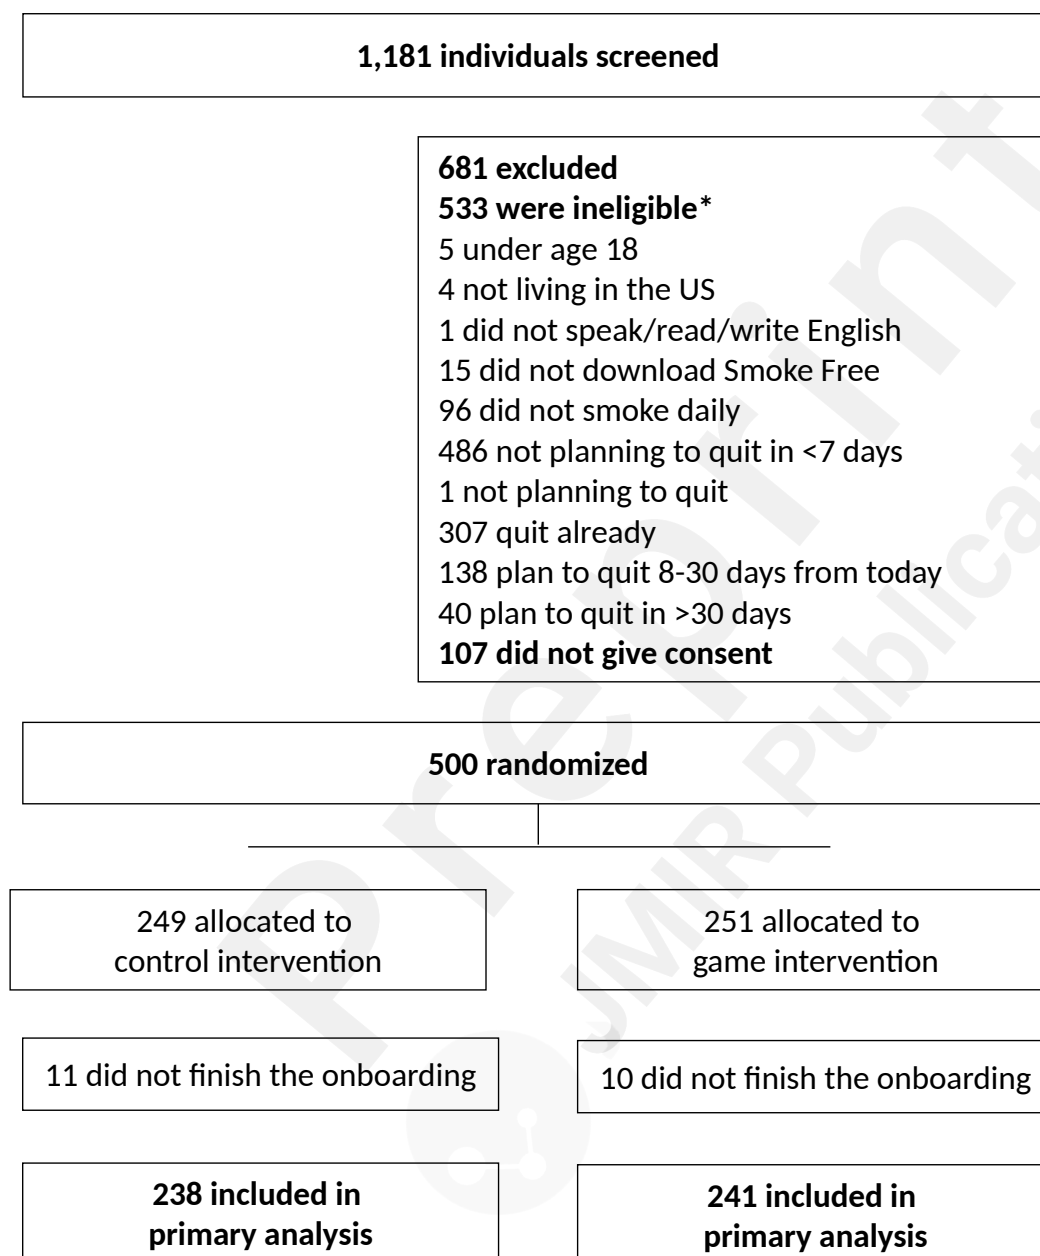 1,181 individuals screened
681 excluded
533 were ineligible*
5 under age 18
4 not living in the US
1 did not speak/read/write English
15 did not download Smoke Free
96 did not smoke daily
486 not planning to quit in <7 days
1 not planning to quit
307 quit already
138 plan to quit 8-30 days from today
40 plan to quit in >30 days
107 did not give consent
500 randomized
249 allocated to
control intervention
251 allocated to
game intervention
11 did not finish the onboarding
10 did not finish the onboarding
238 included in
primary analysis
241 included in
primary analysis
Preprint
JMIR Publicati